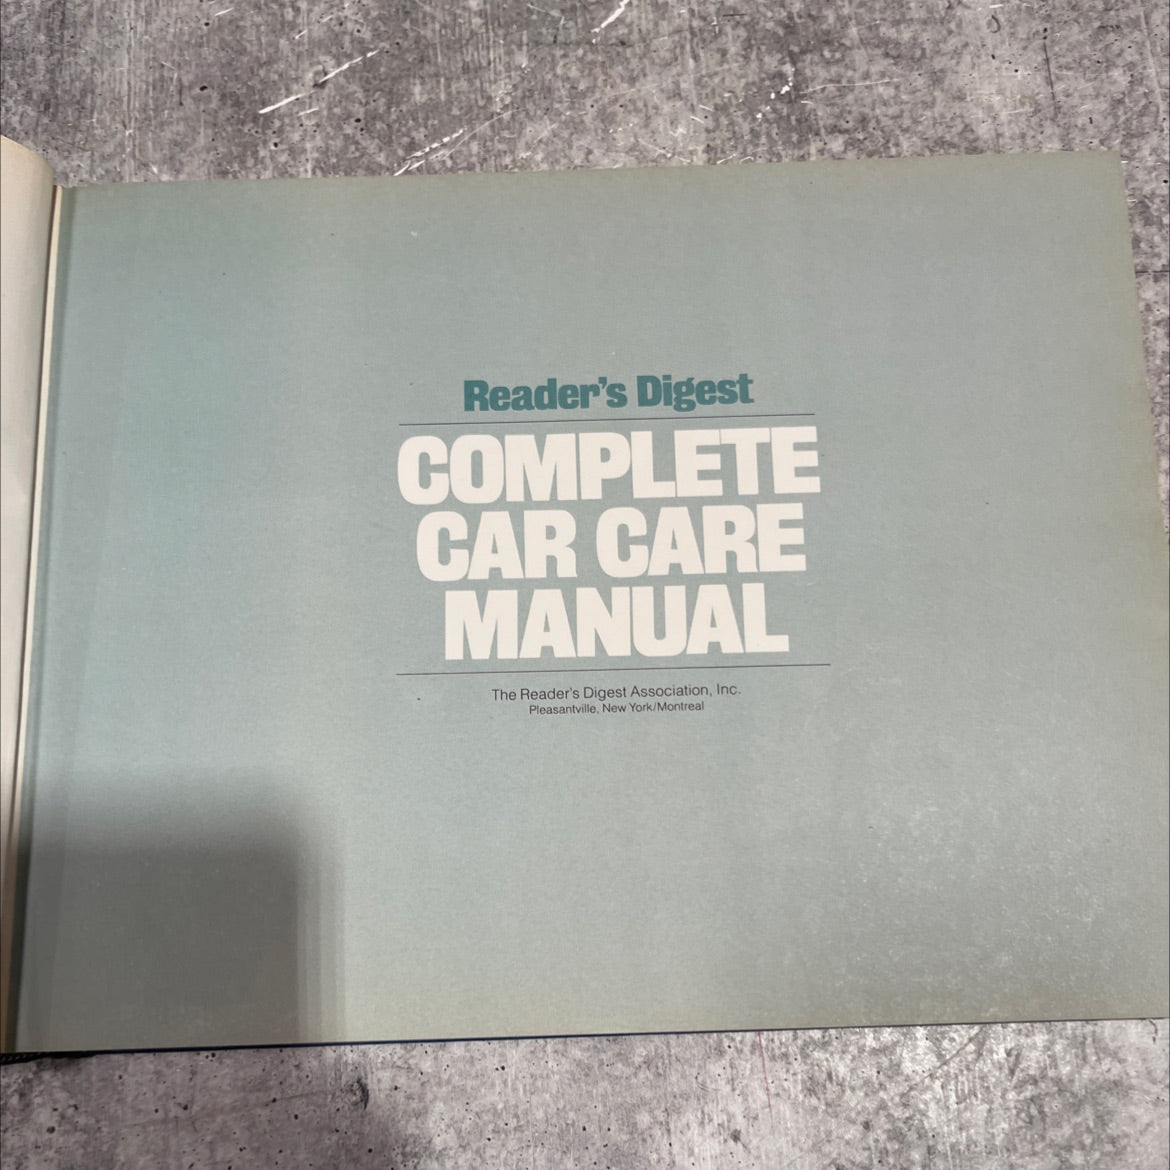 Reader's Digest
COMPLETE
CAR CARE
MANUAL
The Reader's Digest Association, Inc.
Pleasantville, New York/Montreal